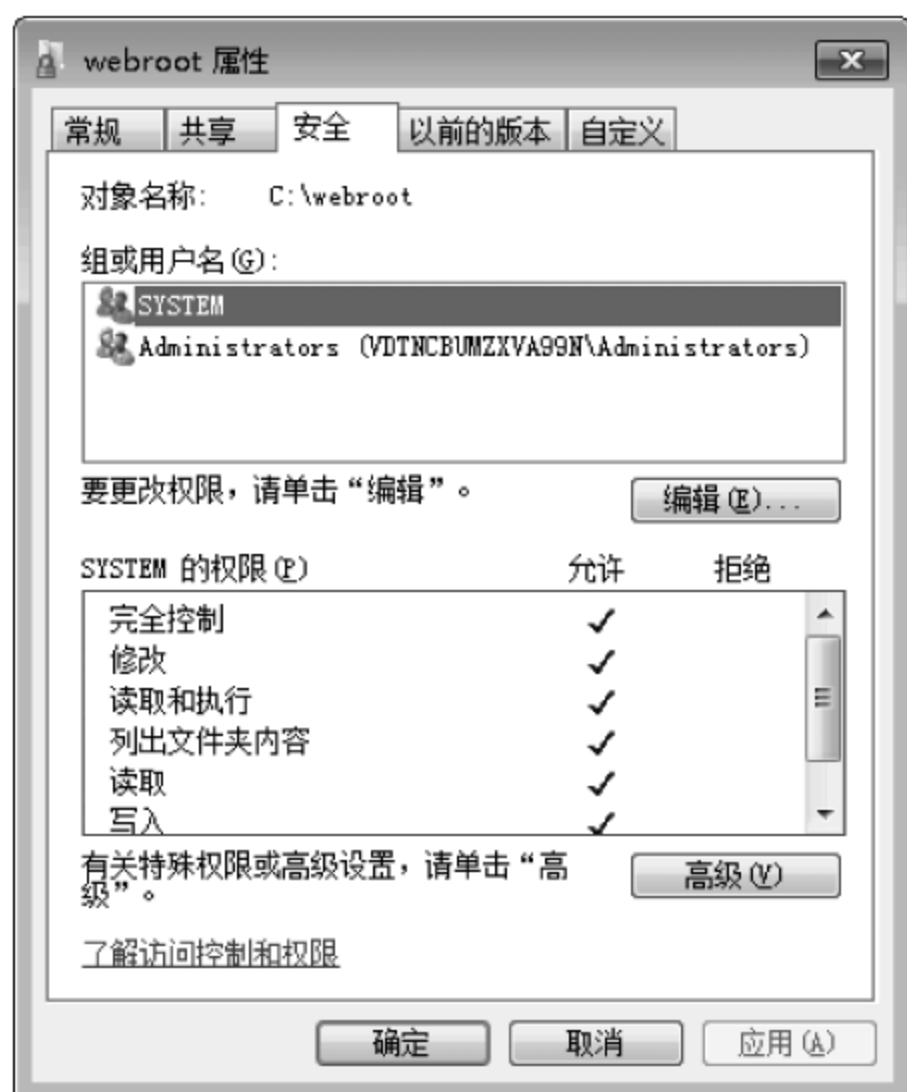 webroot 属性
常规 共享 安全 以前的版本 自定义
对象名称: C:\webroot
组或用户名(G):
SYSTEM
Administrators (VDTNCBUMZXVA99N\Administrators)
要更改权限，请单击“编辑”。 编辑(E)...
SYSTEM 的权限(P) 允许 拒绝
完全控制
修改
读取和执行
列出文件夹内容
读取
写入
有关特殊权限或高级设置，请单击“高
级”。 高级(V)
了解访问控制和权限
确定 取消 应用(A)